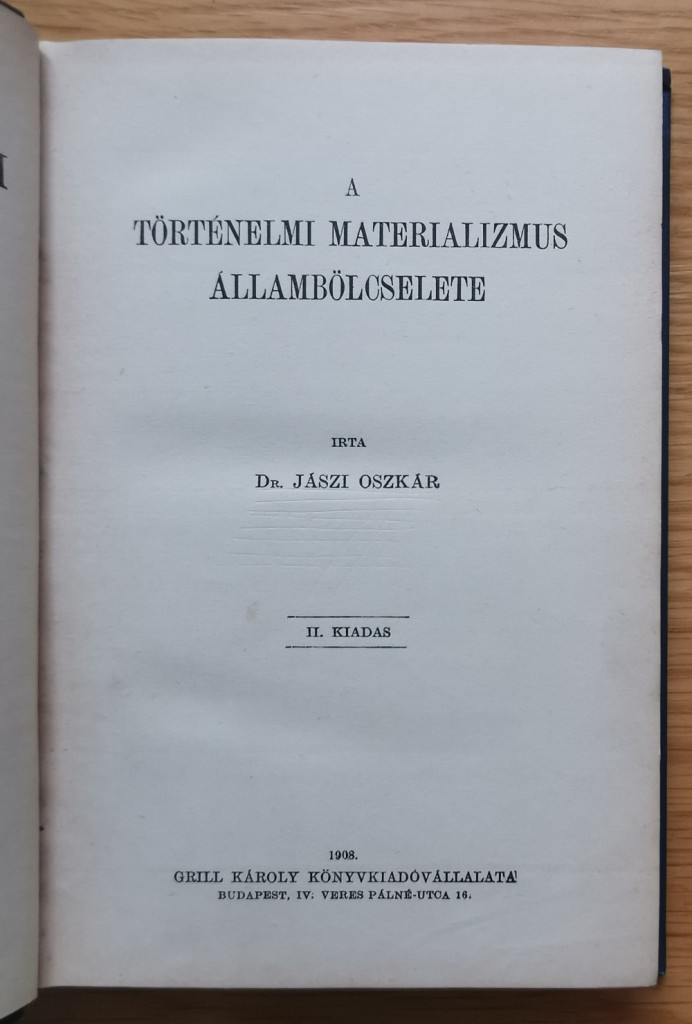 A
TÖRTÉNELMI MATERIALIZMUS
ÁLLAMBÖLCSELETE
IRTA
DR. JÁSZI OSZKÁR
II. KIADAS
1908.
GRILL KÁROLY KÖNYVKIADÓVÁLLALATA
BUDAPEST, IV. VERES PÁLNÉ-UTCA 16.